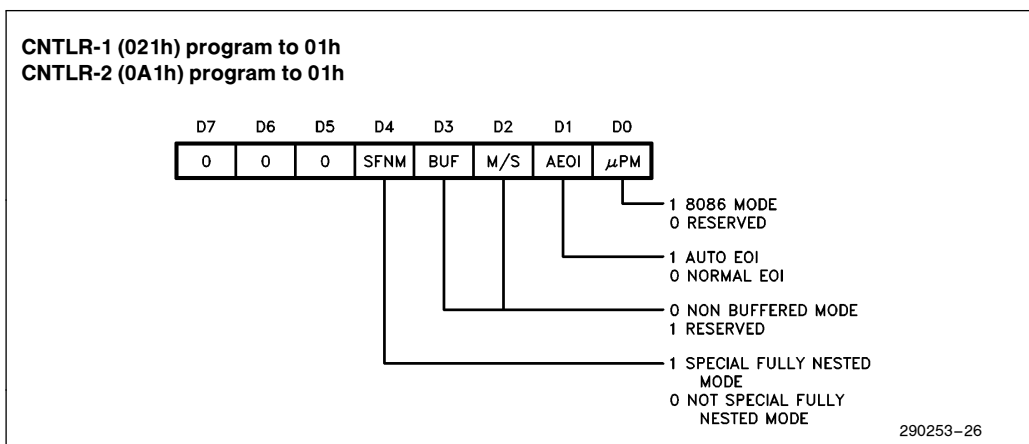 CNTLR-1 (021h) program to 01h
CNTLR-2 (0A1h) program to 01h
D7 D6 D5 D4 D3 D2 D1 D0
0 0 0 SFNM BUF M/S AEOI μPM
1 8086 MODE
0 RESERVED
1 AUTO EOI
0 NORMAL EOI
0 NON BUFFERED MODE
1 RESERVED
1 SPECIAL FULLY NESTED
MODE
0 NOT SPECIAL FULLY
NESTED MODE
290253–26